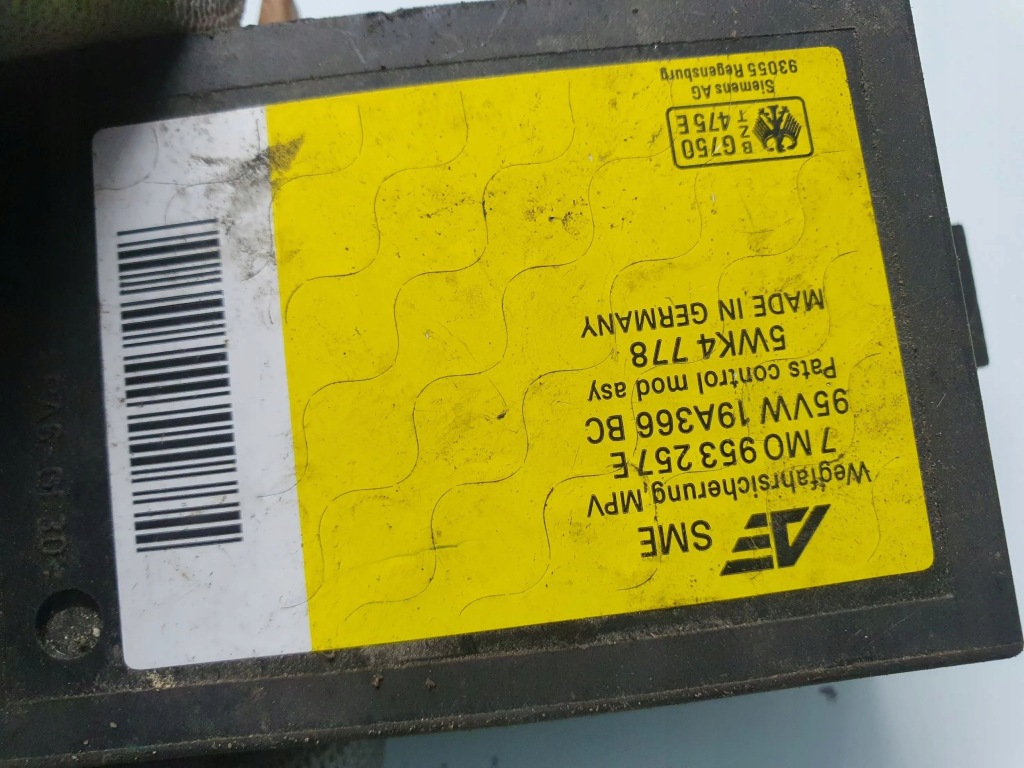 SME
Wegfahrsicherung MPV
7 M0 953 257 E
95VW 19A366 BC
Pats control mod asy
5WK4 778
MADE IN GERMANY
B
Z
T
G750
475E
Siemens AG
93055 Regensburg